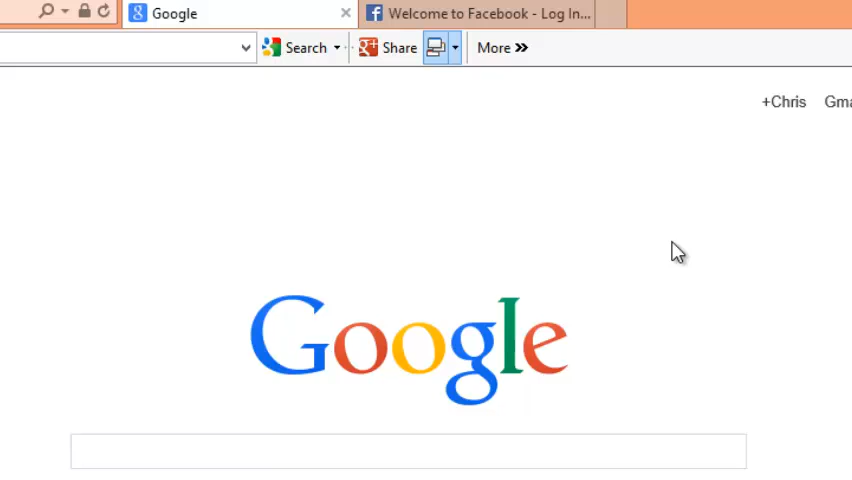 Google
Welcome to Facebook - Log In...
Search
Share
More
+Chris
Gma
Google